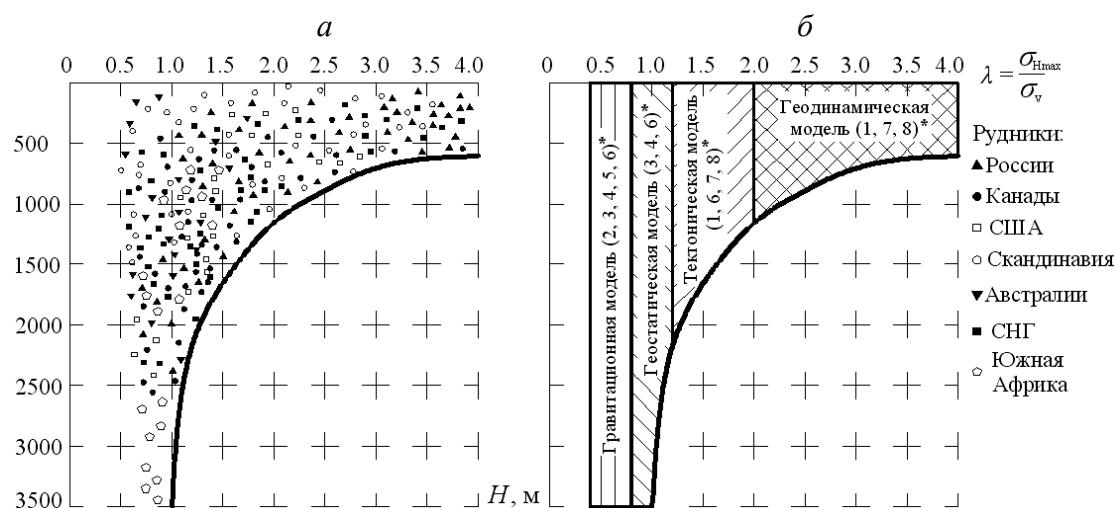 а
б
0 0.5 1.0 1.5 2.0 2.5 3.0 3.5 4.0
500
1000
1500
2000
2500
3000
3500
H, м
0 0.5 1.0 1.5 2.0 2.5 3.0 3.5 4.0
Гравитационная модель (2, 3, 4, 5, 6)*
Геостатическая модель (3, 4, 6)*
Тектоническая модель
(1, 6, 7, 8)*
Геодинамическая
модель (1, 7, 8)*
λ = σHmax / σv
Рудники:
России
Канады
США
Скандинавия
Австралии
СНГ
Южная
Африка